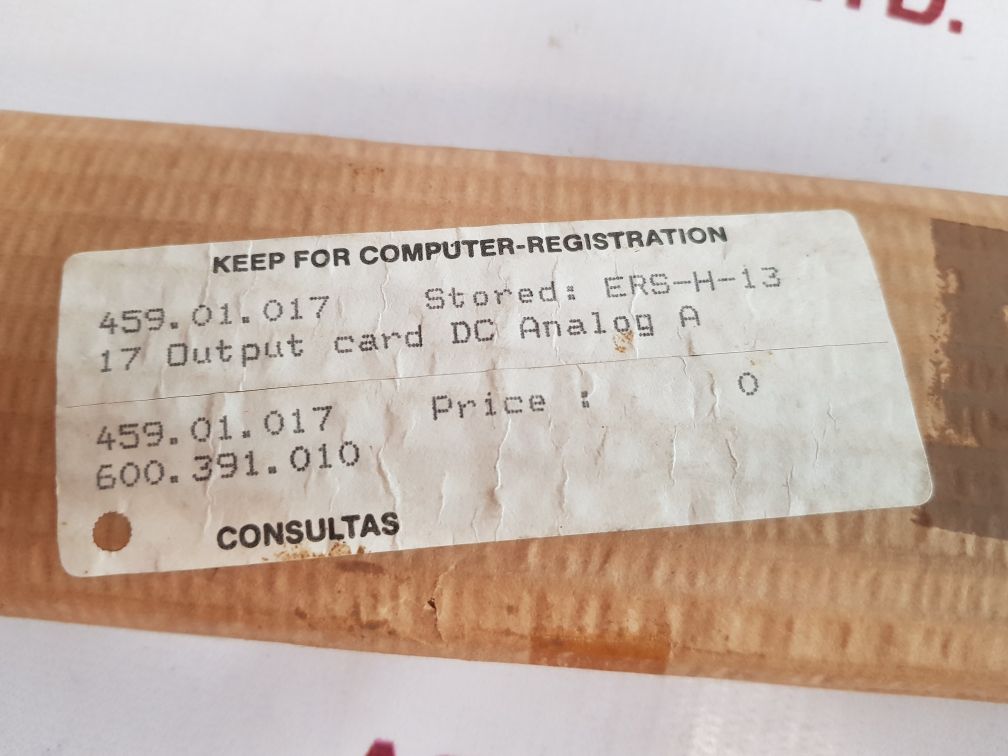 TD.
KEEP FOR COMPUTER-REGISTRATION
459.01.017 Stored: ERS-H-13
17 Output card DC Analog A
459.01.017 Price : 0
600.391.010
CONSULTAS